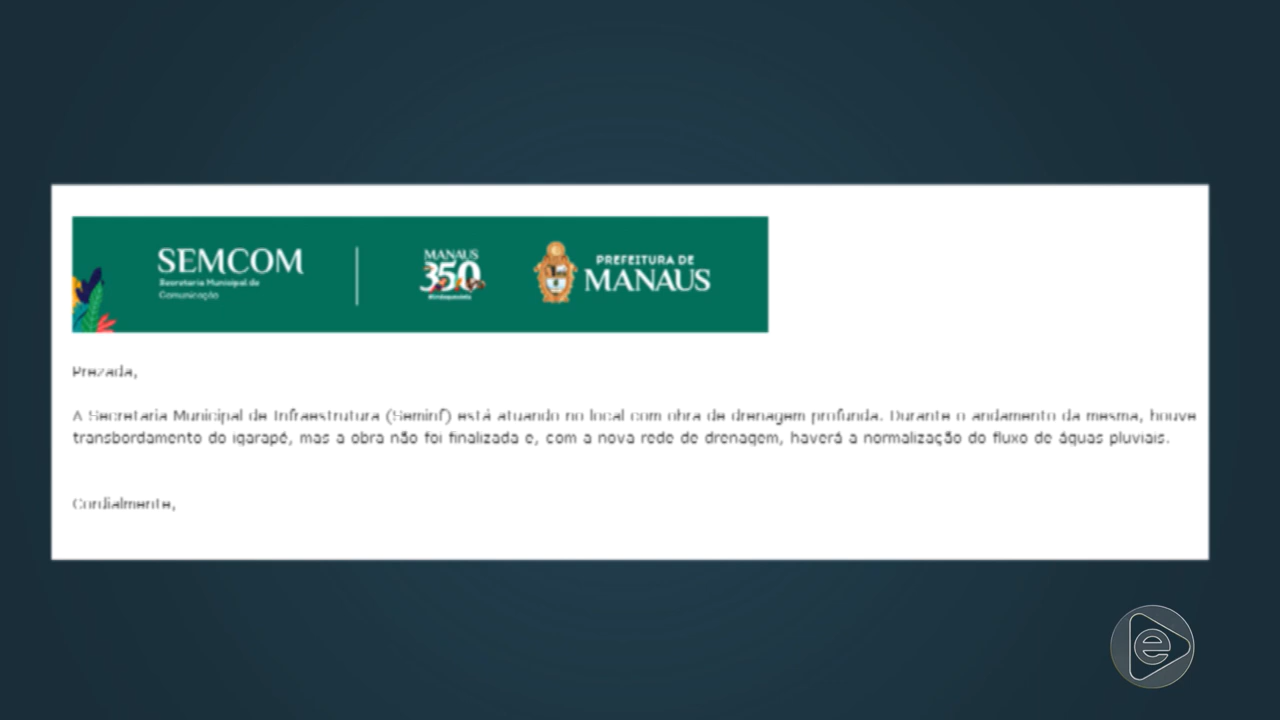 SEMCOM
Secretaria Municipal de
Comunicação
MANAUS
350
PREFEITURA DE
MANAUS
Prezada,
A Secretaria Municipal de Infraestrutura (Seminf) está atuando no local com obra de drenagem profunda. Durante o andamento da mesma, houve
transbordamento do igarapé, mas a obra não foi finalizada e, com a nova rede de drenagem, haverá a normalização do fluxo de águas pluviais.
Cordialmente,
e